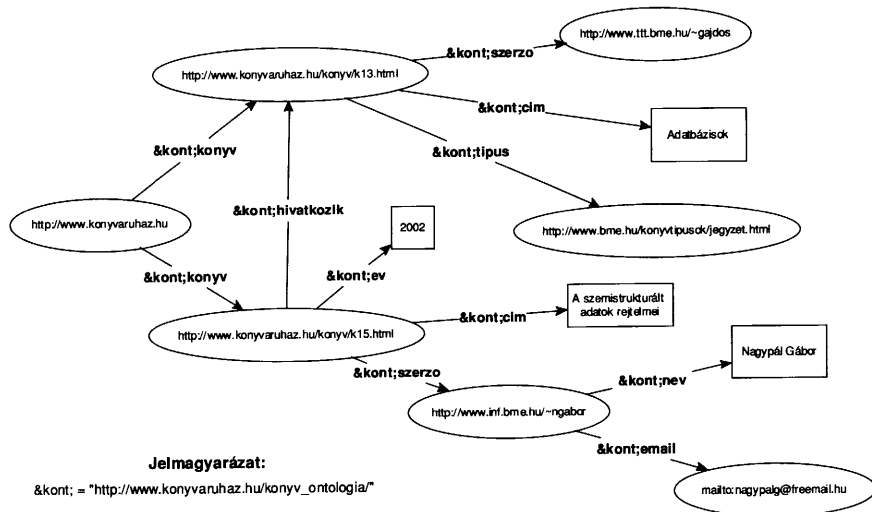 http://www.ttt.bme.hu/~gajdos
&kont;szerzo
http://www.konyvaruhaz.hu/konyv/k13.html
&kont;cim
Adatbázisok
&kont;konyv
&kont;tipus
&kont;hivatkozik
http://www.konyvaruhaz.hu
2002
http://www.bme.hu/konyvtipusok/jegyzet.html
&kont;konyv
&kont;ev
A szemistrukturált
adatok rejtelmei
&kont;cim
http://www.konyvaruhaz.hu/konyv/k15.html
Nagypál Gábor
&kont;szerzo
&kont;nev
http://www.inf.bme.hu/~ngabor
&kont;email
Jelmagyarázat:
&kont; = "http://www.konyvaruhaz.hu/konyv_ontologia/"
mailto:nagypalg@freemail.hu